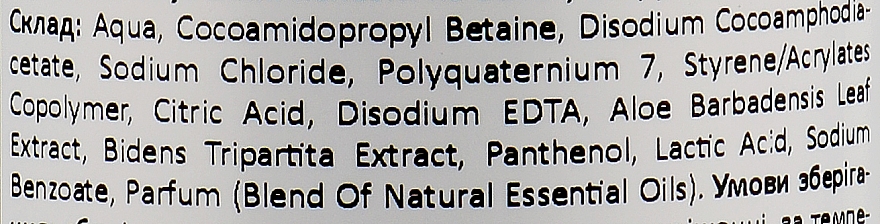 Склад: Aqua, Cocoamidopropyl Betaine, Disodium Cocoamphodia-
cetate, Sodium Chloride, Polyquaternium 7, Styrene/Acrylates
Copolymer, Citric Acid, Disodium EDTA, Aloe Barbadensis Leaf
Extract, Bidens Tripartita Extract, Panthenol, Lactic Acid, Sodium
Benzoate, Parfum (Blend Of Natural Essential Oils). Умови зберіга-
за темпе-